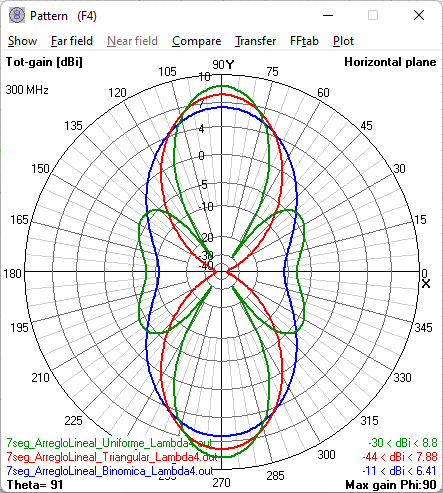 Pattern (F4)
Show Far field Near field Compare Transfer FFtab Plot
Tot-gain [dBi] Horizontal plane
300 MHz
90 Y
105 75
120 60
135 45
150 30
165 15
180 0
X
195 345
210 330
225 315
255 285
270
10
7
4
0
-5
-10
-20
-30
-40
7seg_ArregloLineal_Uniforme_Lambda4.out -30 < dBi < 8.8
7seg_ArregloLineal_Triangular_Lambda4.out -44 < dBi < 7.88
7seg_ArregloLineal_Binomica_Lambda4.out -11 < dBi < 6.41
Theta= 91 Max gain Phi:90